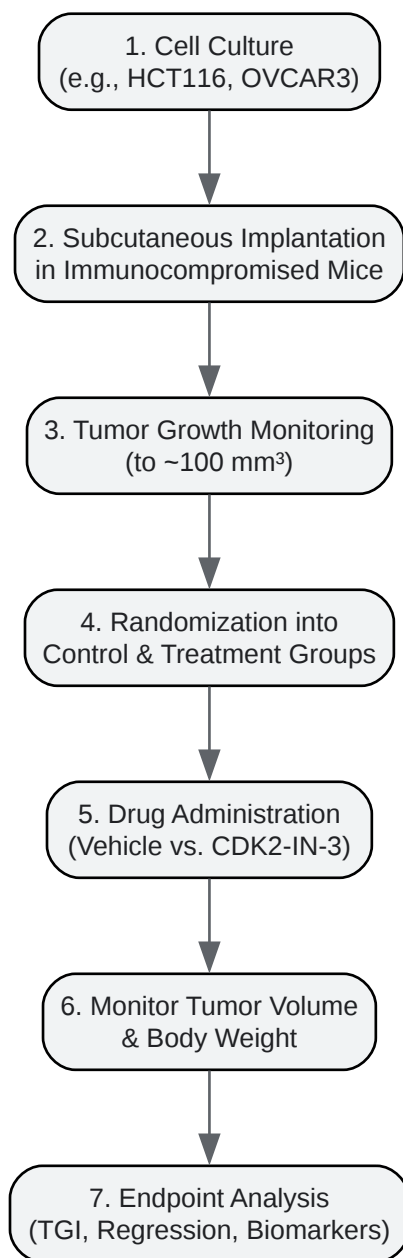 1. Cell Culture
(e.g., HCT116, OVCAR3)
2. Subcutaneous Implantation
in Immunocompromised Mice
3. Tumor Growth Monitoring
(to ~100 mm³)
4. Randomization into
Control & Treatment Groups
5. Drug Administration
(Vehicle vs. CDK2-IN-3)
6. Monitor Tumor Volume
& Body Weight
7. Endpoint Analysis
(TGI, Regression, Biomarkers)